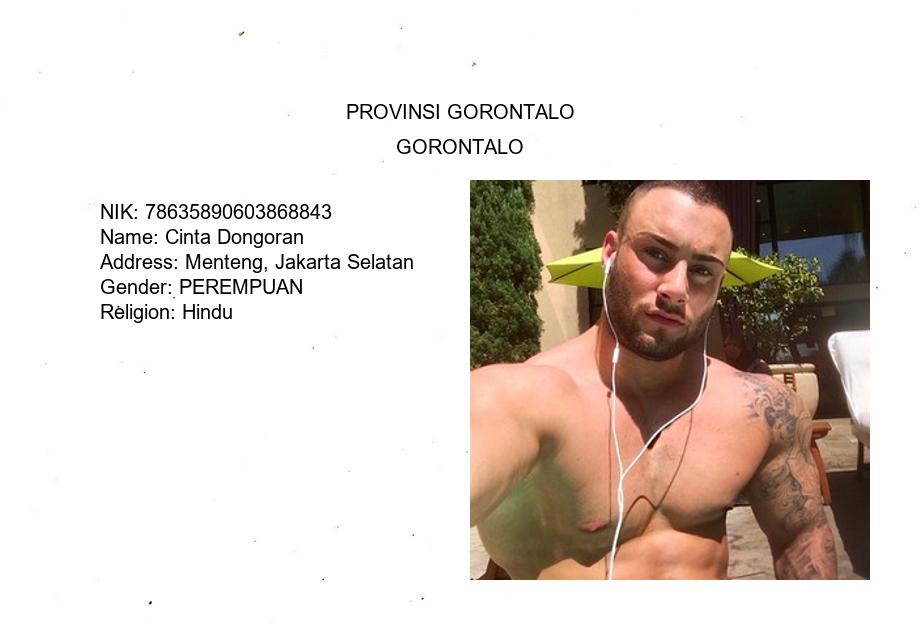 PROVINSI GORONTALO
GORONTALO
NIK: 78635890603868843
Name: Cinta Dongoran
Address: Menteng, Jakarta Selatan
Gender: PEREMPUAN
Religion: Hindu